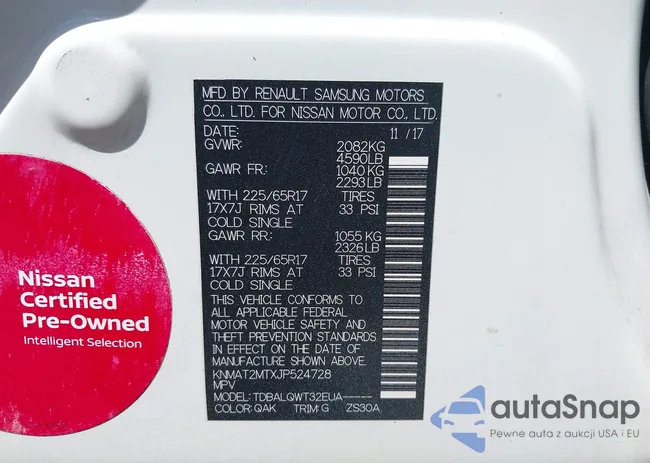 MFD BY RENAULT SAMSUNG MOTORS
CO., LTD. FOR NISSAN MOTOR CO., LTD.
DATE: 11 / 17
GVWR: 2082KG
4590LB
GAWR FR: 1040KG
2293LB
WITH 225/65R17 TIRES
17X7J RIMS AT 33 PSI
COLD SINGLE
GAWR RR: 1055 KG
2326LB
WITH 225/65R17 TIRES
17X7J RIMS AT 33 PSI
COLD SINGLE
THIS VEHICLE CONFORMS TO
ALL APPLICABLE FEDERAL
MOTOR VEHICLE SAFETY AND
THEFT PREVENTION STANDARDS
IN EFFECT ON THE DATE OF
MANUFACTURE SHOWN ABOVE.
KNMAT2MTXJP524728
MPV
MODEL: TDBALQWT32EUA-----
COLOR: QAK TRIM: G ZS30A
Nissan
Certified
Pre-Owned
Intelligent Selection
autoSnap
Pewne auta z aukcji USA i EU